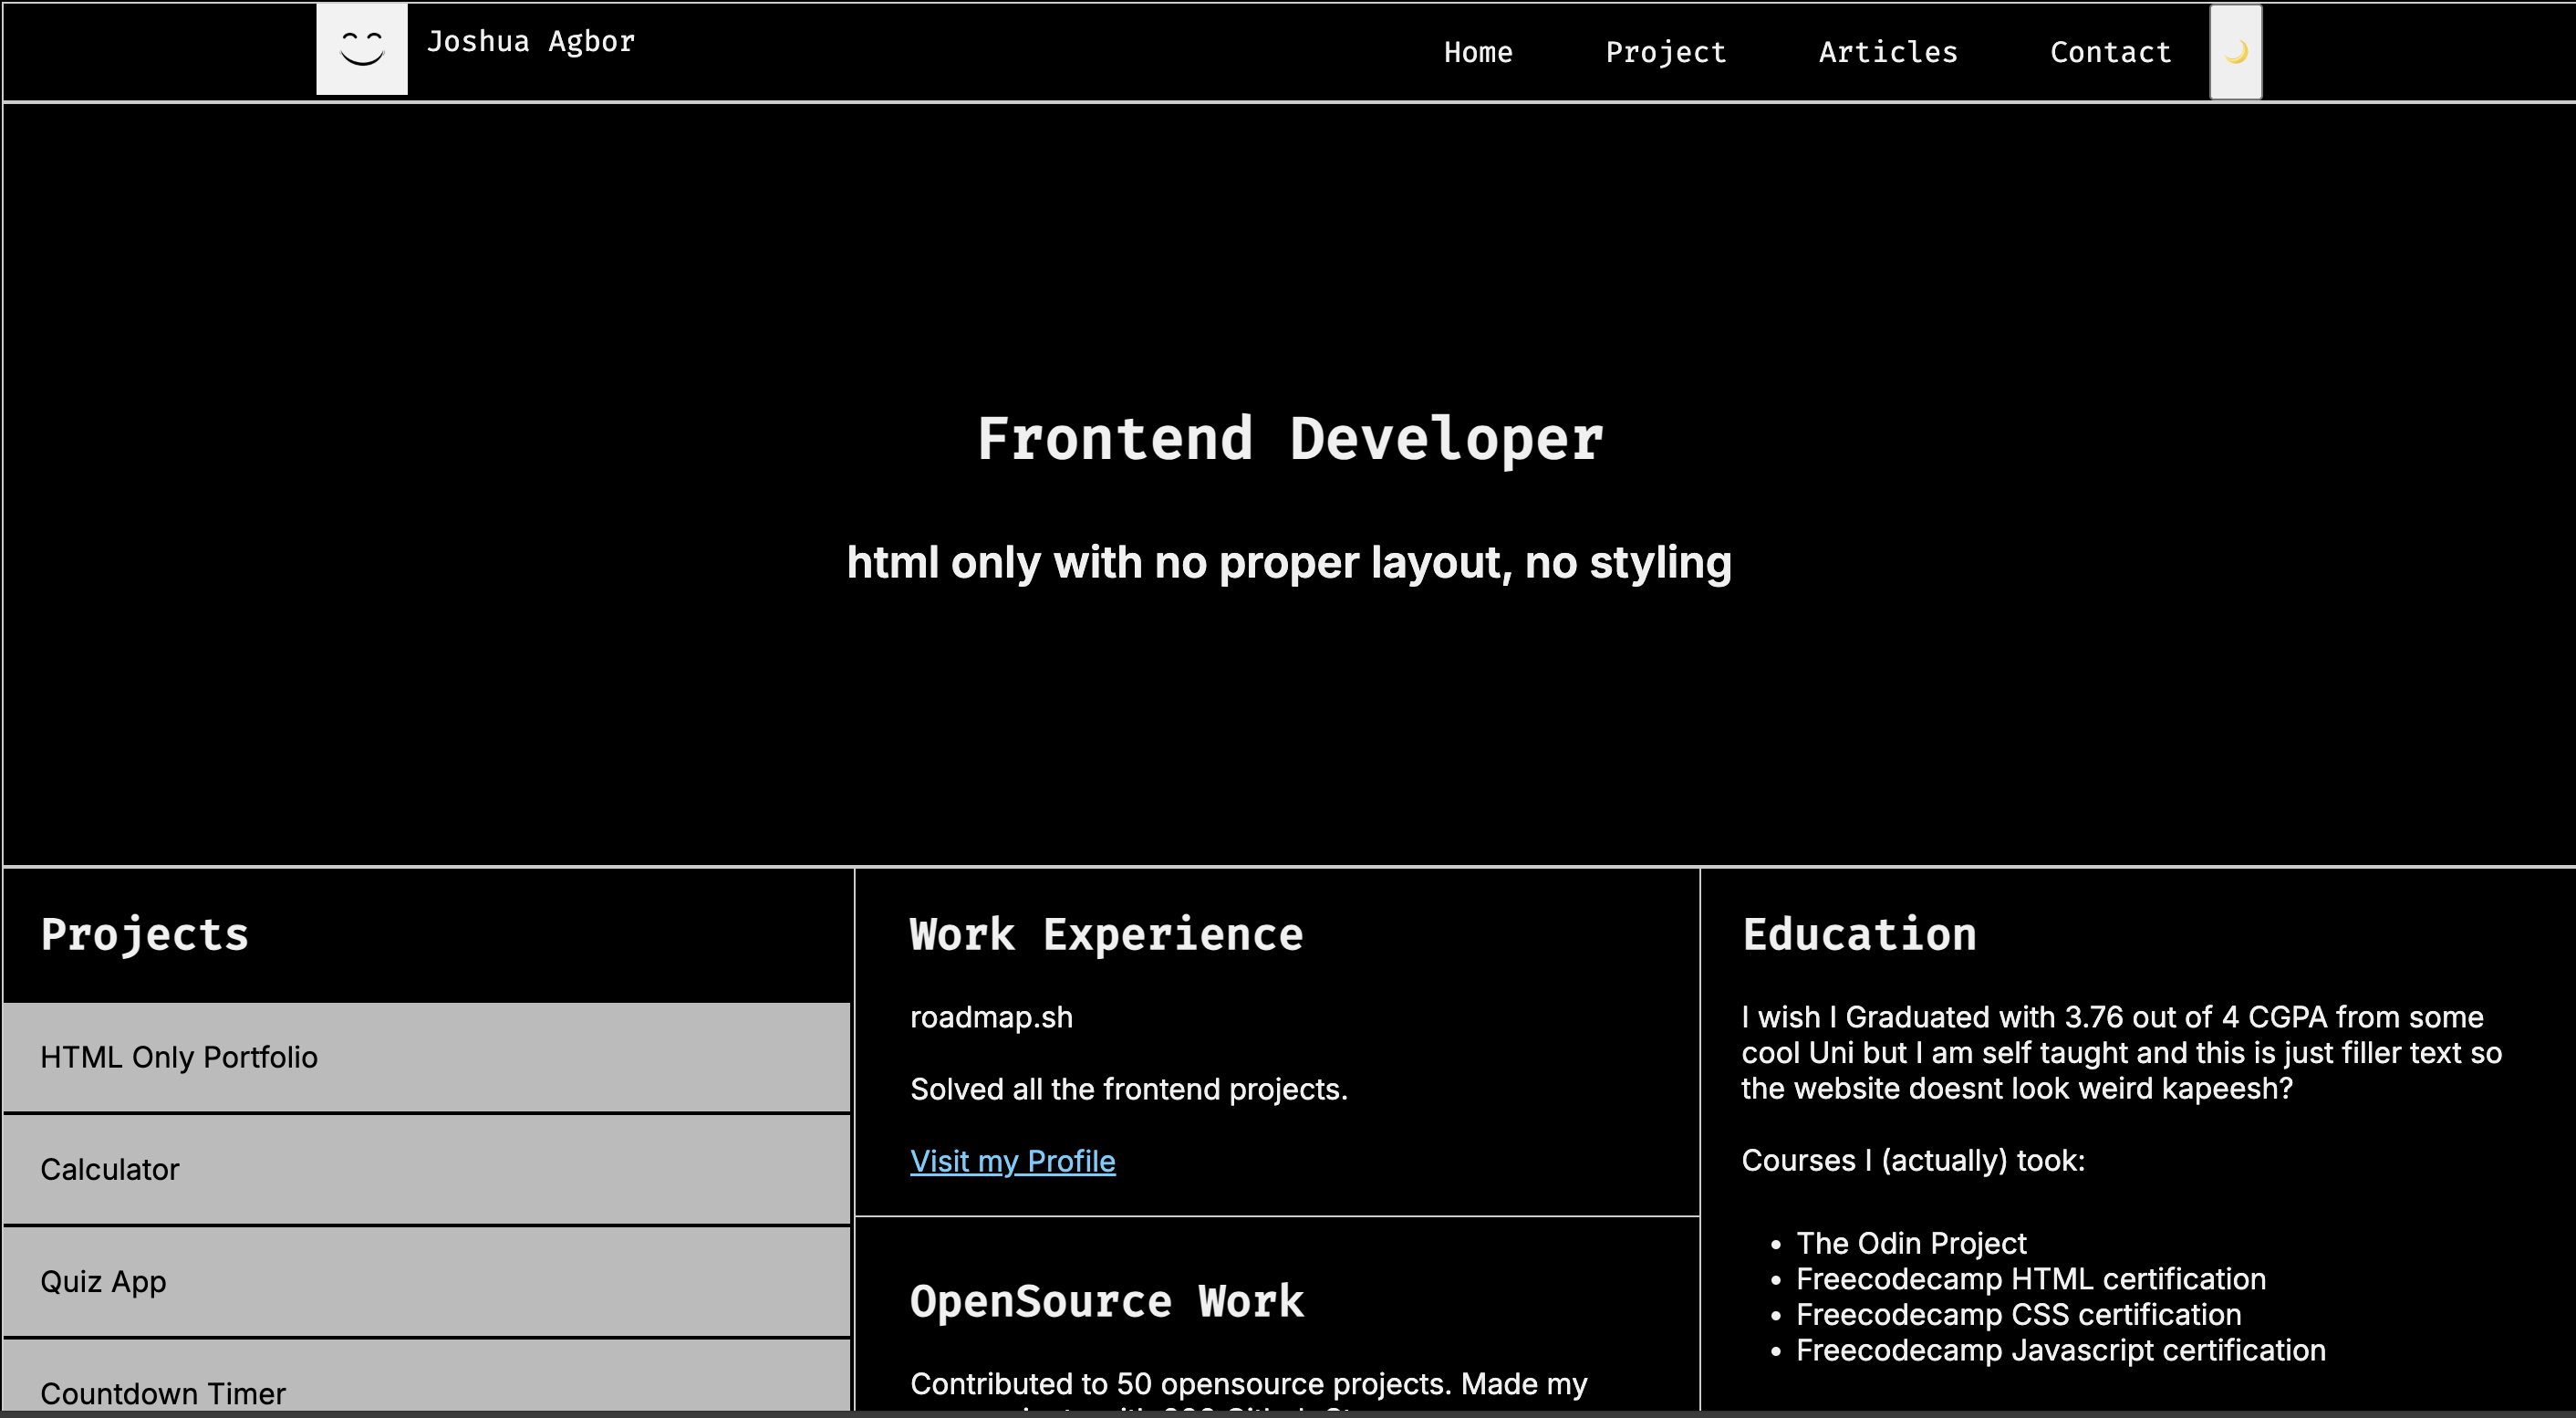 Joshua Agbor
Home Project Articles Contact
Frontend Developer
html only with no proper layout, no styling
Projects
HTML Only Portfolio
Calculator
Quiz App
Countdown Timer
Work Experience
roadmap.sh
Solved all the frontend projects.
Visit my Profile
OpenSource Work
Contributed to 50 opensource projects. Made my
Education
I wish I Graduated with 3.76 out of 4 CGPA from some
cool Uni but I am self taught and this is just filler text so
the website doesnt look weird kapeesh?
Courses I (actually) took:
• The Odin Project
• Freecodecamp HTML certification
• Freecodecamp CSS certification
• Freecodecamp Javascript certification